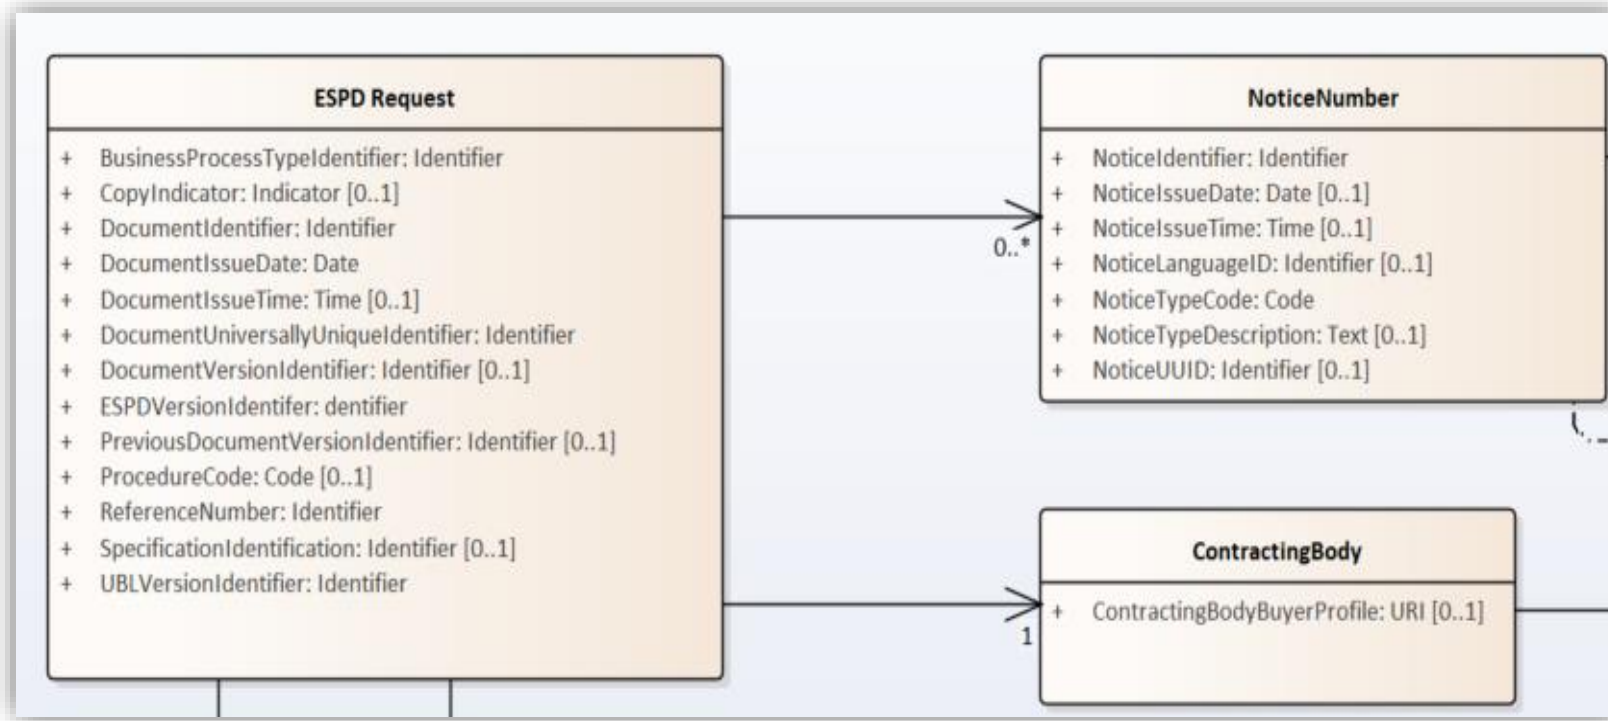 ESPD Request
+ BusinessProcessTypeIdentifier: Identifier
+ CopyIndicator: Indicator [0..1]
+ DocumentIdentifier: Identifier
+ DocumentIssueDate: Date
+ DocumentIssueTime: Time [0..1]
+ DocumentUniversallyUniqueIdentifier: Identifier
+ DocumentVersionIdentifier: Identifier [0..1]
+ ESPDVersionIdentifer: dentifier
+ PreviousDocumentVersionIdentifier: Identifier [0..1]
+ ProcedureCode: Code [0..1]
+ ReferenceNumber: Identifier
+ SpecificationIdentification: Identifier [0..1]
+ UBLVersionIdentifier: Identifier
0..*
1
NoticeNumber
+ NoticeIdentifier: Identifier
+ NoticeIssueDate: Date [0..1]
+ NoticeIssueTime: Time [0..1]
+ NoticeLanguageID: Identifier [0..1]
+ NoticeTypeCode: Code
+ NoticeTypeDescription: Text [0..1]
+ NoticeUUID: Identifier [0..1]
ContractingBody
+ ContractingBodyBuyerProfile: URI [0..1]